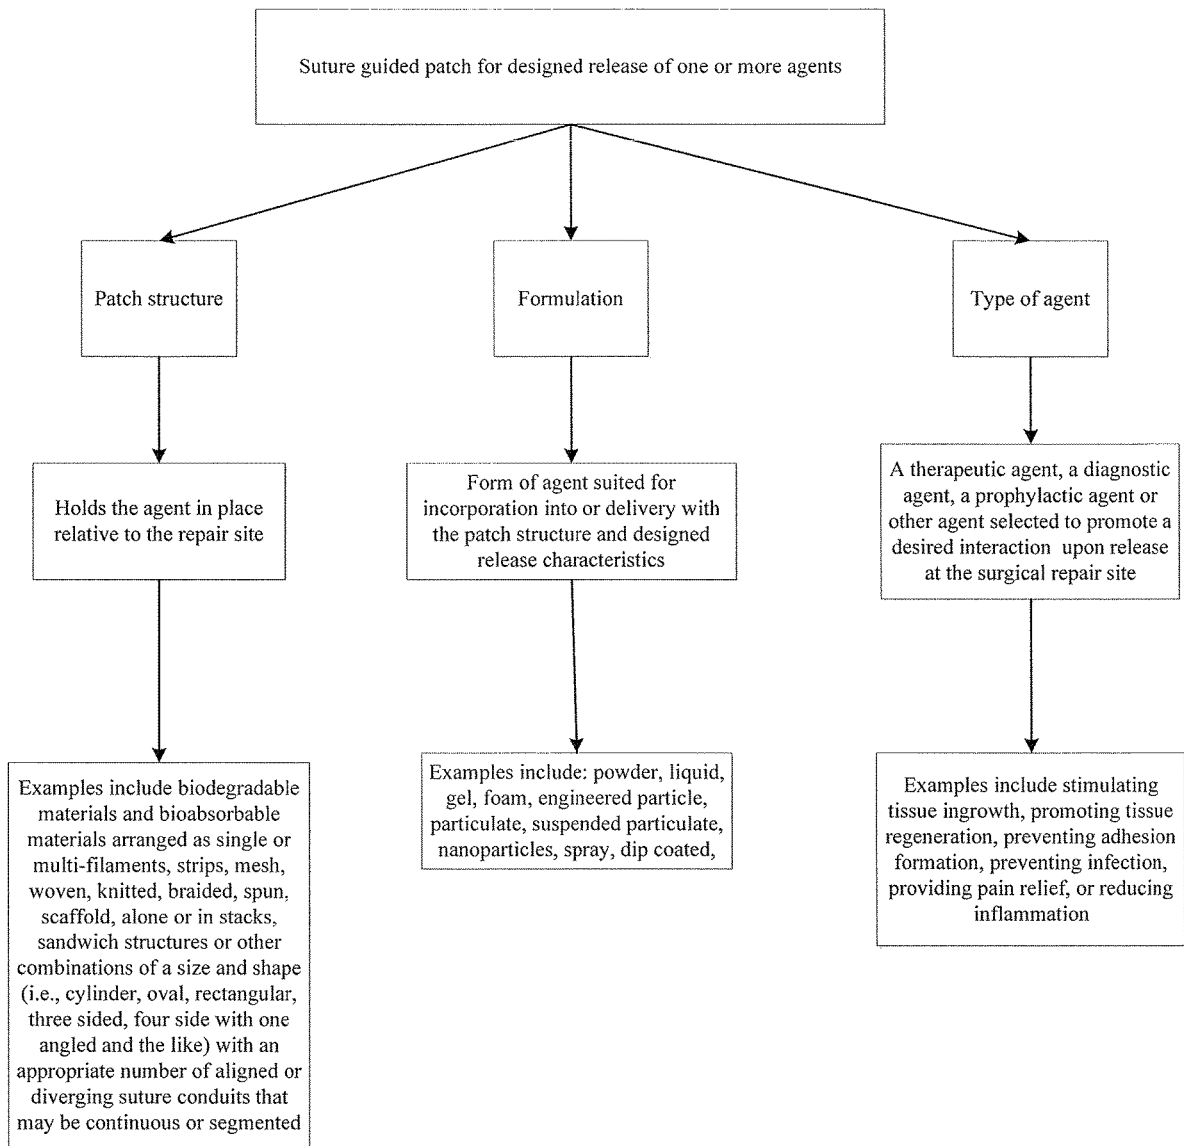 Suture guided patch for designed release of one or more agents
Patch structure
Formulation
Type of agent
Holds the agent in place
relative to the repair site
Form of agent suited for
incorporation into or delivery with
the patch structure and designed
release characteristics
A therapeutic agent, a diagnostic
agent, a prophylactic agent or
other agent selected to promote a
desired interaction upon release
at the surgical repair site
Examples include biodegradable
materials and bioabsorbable
materials arranged as single or
multi-filaments, strips, mesh,
woven, knitted, braided, spun,
scaffold, alone or in stacks,
sandwich structures or other
combinations of a size and shape
(i.e., cylinder, oval, rectangular,
three sided, four side with one
angled and the like) with an
appropriate number of aligned or
diverging suture conduits that
may be continuous or segmented
Examples include: powder, liquid,
gel, foam, engineered particle,
particulate, suspended particulate,
nanoparticles, spray, dip coated,
Examples include stimulating
tissue ingrowth, promoting tissue
regeneration, preventing adhesion
formation, preventing infection,
providing pain relief, or reducing
inflammation